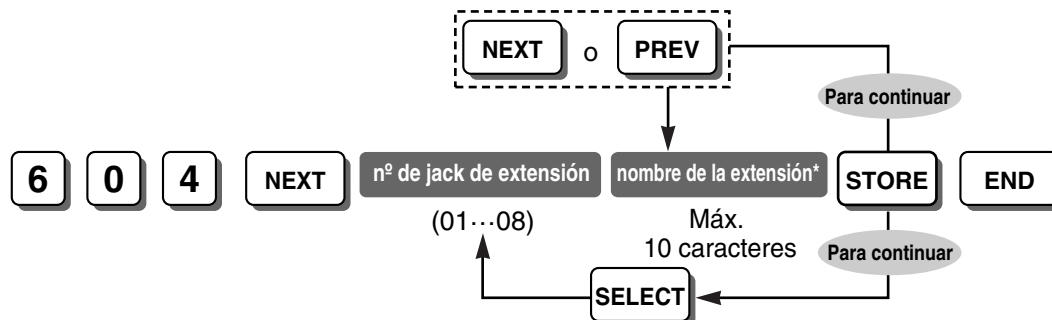 NEXT o PREV
Para continuar
6 0 4 NEXT nº de jack de extensión nombre de la extensión* STORE END
(01···08) Máx.
10 caracteres Para continuar
SELECT